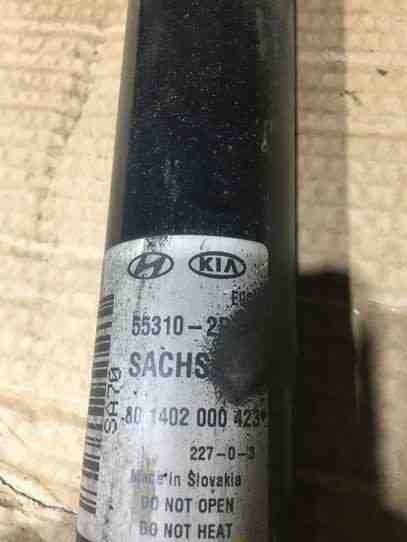 KIA
55310-2
SACHS
80 1402 000 423
227-0-3
Made in Slovakia
DO NOT OPEN
DO NOT HEAT
SA70